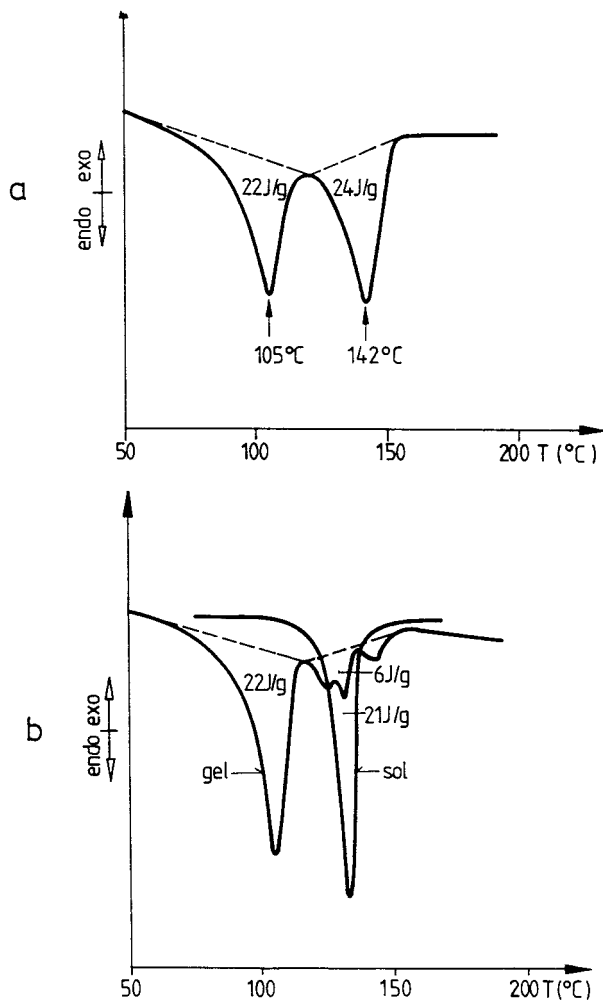 a
endo exo
22J/g
24J/g
105°C
142°C
50
100
150
200 T (°C)
b
endo exo
22J/g
6J/g
21J/g
gel
sol
50
100
150
200 T(°C)